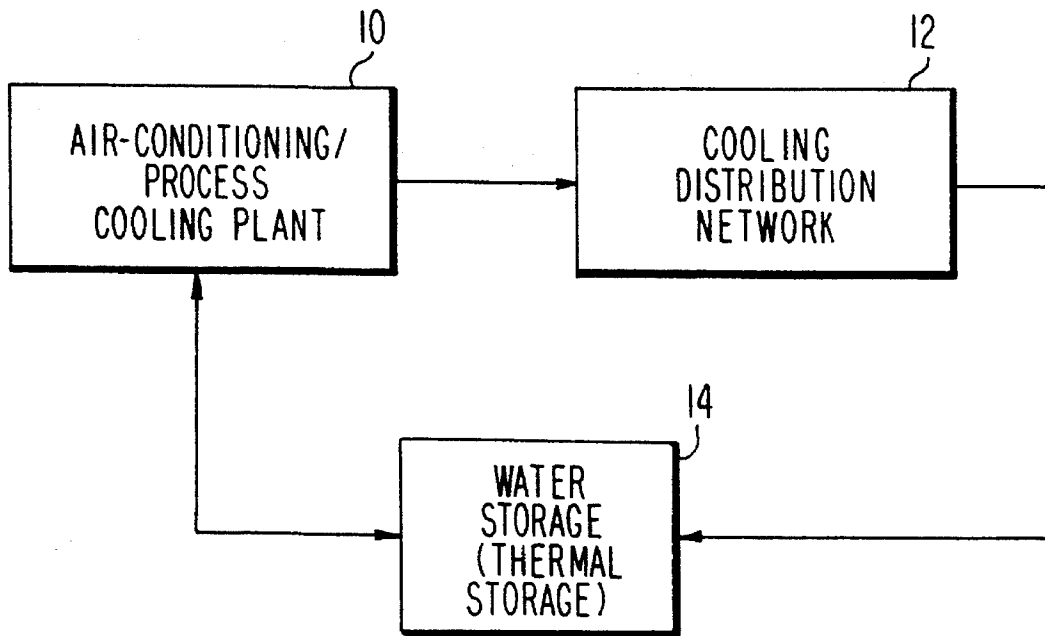 10
AIR-CONDITIONING/
PROCESS
COOLING PLANT
12
COOLING
DISTRIBUTION
NETWORK
14
WATER
STORAGE
(THERMAL
STORAGE)